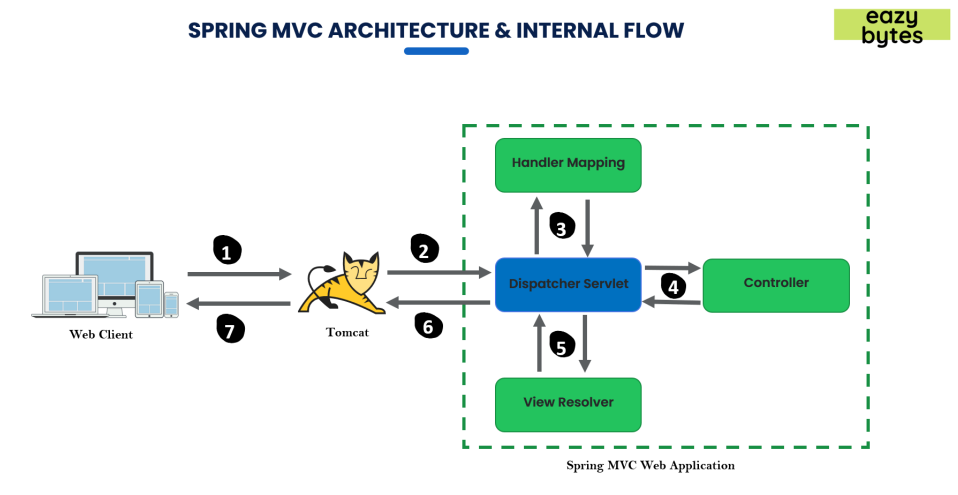 SPRING MVC ARCHITECTURE & INTERNAL FLOW
eazy
bytes
Handler Mapping
3
1
2
Dispatcher Servlet
4
Controller
Web Client
7
Tomcat
6
5
View Resolver
Spring MVC Web Application